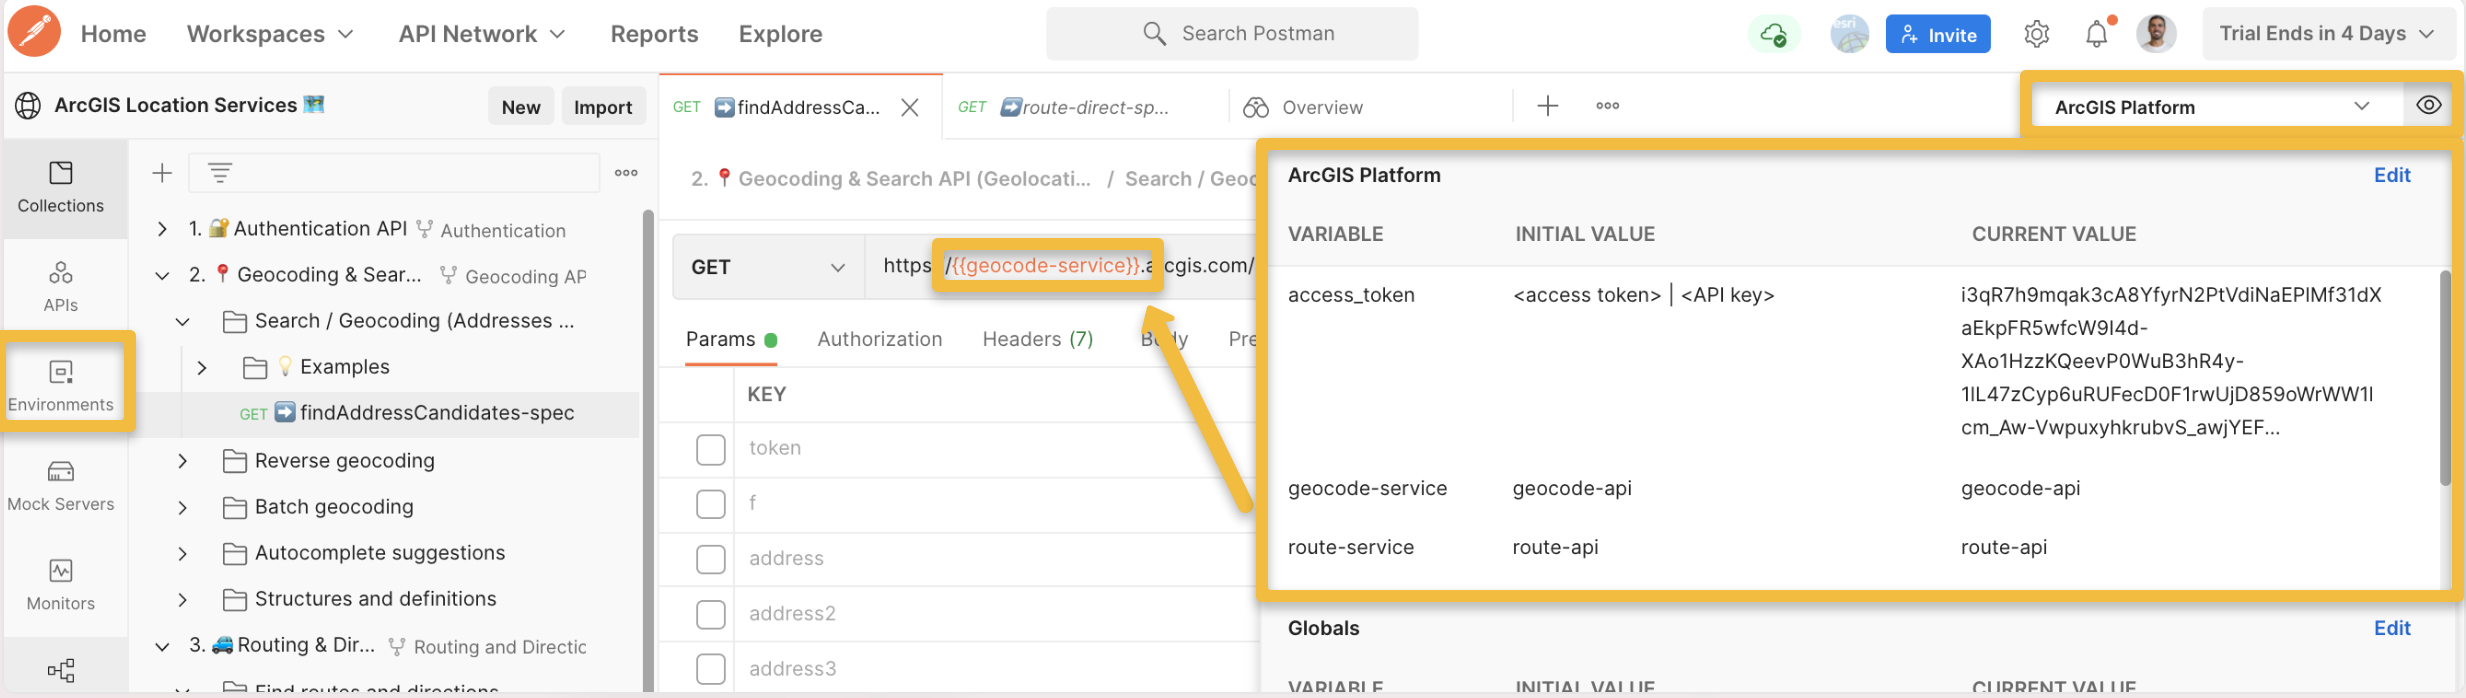 Home Workspaces API Network Reports Explore Search Postman esri Invite Trial Ends in 4 Days
ArcGIS Location Services New Import
GET findAddressCa... GET route-direct-sp... Overview ArcGIS Platform
Collections
APIs
Environments
Mock Servers
Monitors
1. Authentication API Authentication
2. Geocoding & Sear... Geocoding AP
Search / Geocoding (Addresses ...
Examples
GET findAddressCandidates-spec
Reverse geocoding
Batch geocoding
Autocomplete suggestions
Structures and definitions
3. Routing & Dir... Routing and Directic
Find routes and directions
2. Geocoding & Search API (Geolocati... / Search / Geoc
GET https //{{geocode-service}}.arcgis.com/
Params Authorization Headers (7) Body Pre
KEY
token
f
address
address2
address3
ArcGIS Platform Edit
VARIABLE INITIAL VALUE CURRENT VALUE
access_token <access token> | <API key> i3qR7h9mqak3cA8YfyrN2PtVdiNaEPlMf31dX
aEkpFR5wfcW9I4d-
XAo1HzzKQeevP0WuB3hR4y-
1lL47zCyp6uRUFecD0F1rwUjD859oWrWW1I
cm_Aw-VwpuxyhkrubvS_awjYEF...
geocode-service geocode-api geocode-api
route-service route-api route-api
Globals Edit
VARIABLE INITIAL VALUE CURRENT VALUE